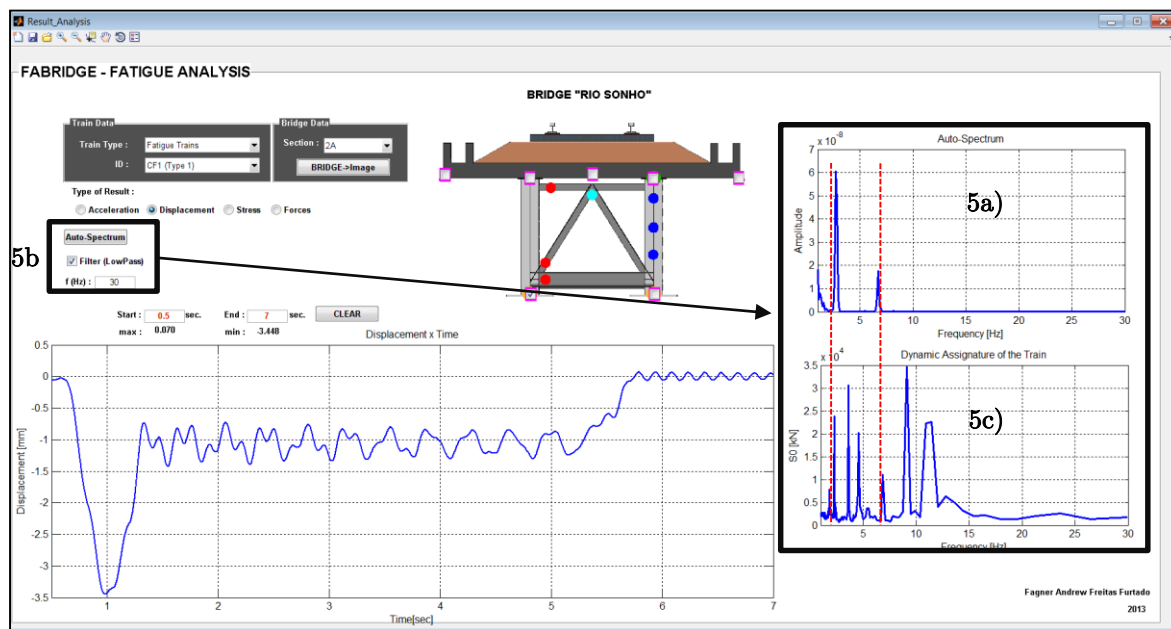 Result_Analysis
FABRIDGE - FATIGUE ANALYSIS
BRIDGE "RIO SONHO"
Train Data
Train Type : Fatigue Trains
ID : CF1 (Type 1)
Bridge Data
Section : 2A
BRIDGE->Image
Type of Result :
Acceleration Displacement Stress Forces
5b
Auto-Spectrum
Filter (LowPass)
f (Hz) : 30
Start : 0.5 sec. End : 7 sec. CLEAR
max : 0.070 min : -3.448
Displacement x Time
Displacement [mm]
0.5
0
-0.5
-1
-1.5
-2
-2.5
-3
-3.5
1 2 3 4 5 6 7
Time[sec]
x 10^-8
Auto-Spectrum
5a)
Amplitude
7
6
5
4
3
2
1
0
5 10 15 20 25 30
Frequency [Hz]
x 10^4
Dynamic Assignature of the Train
5c)
S0 [kN]
3.5
3
2.5
2
1.5
1
0.5
0
5 10 15 20 25 30
Frequency [Hz]
Fagner Andrew Freitas Furtado
2013